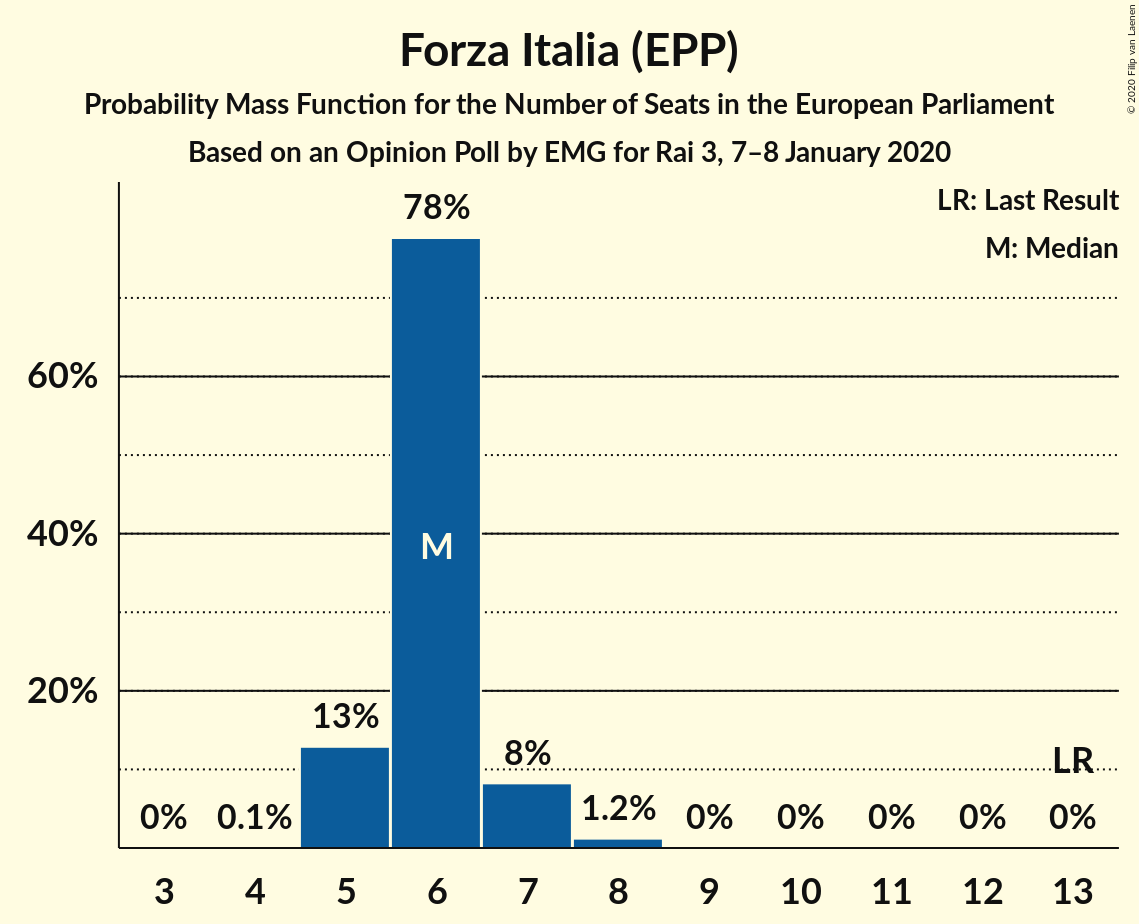 Forza Italia (EPP)
Probability Mass Function for the Number of Seats in the European Parliament
Based on an Opinion Poll by EMG for Rai 3, 7–8 January 2020
© 2020 Filip van Laenen
LR: Last Result
M: Median
78%
60%
40%
M
20%
13%
8%
LR
0% 0.1% 1.2% 0% 0% 0% 0% 0%
3 4 5 6 7 8 9 10 11 12 13